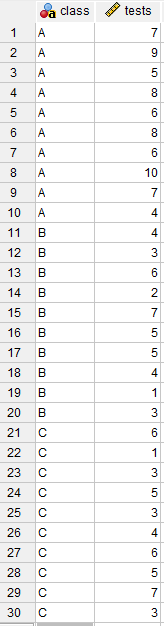 class tests
1 A 7
2 A 9
3 A 5
4 A 8
5 A 6
6 A 8
7 A 6
8 A 10
9 A 7
10 A 4
11 B 4
12 B 3
13 B 6
14 B 2
15 B 7
16 B 5
17 B 5
18 B 4
19 B 1
20 B 3
21 C 6
22 C 1
23 C 3
24 C 5
25 C 3
26 C 4
27 C 6
28 C 5
29 C 7
30 C 3